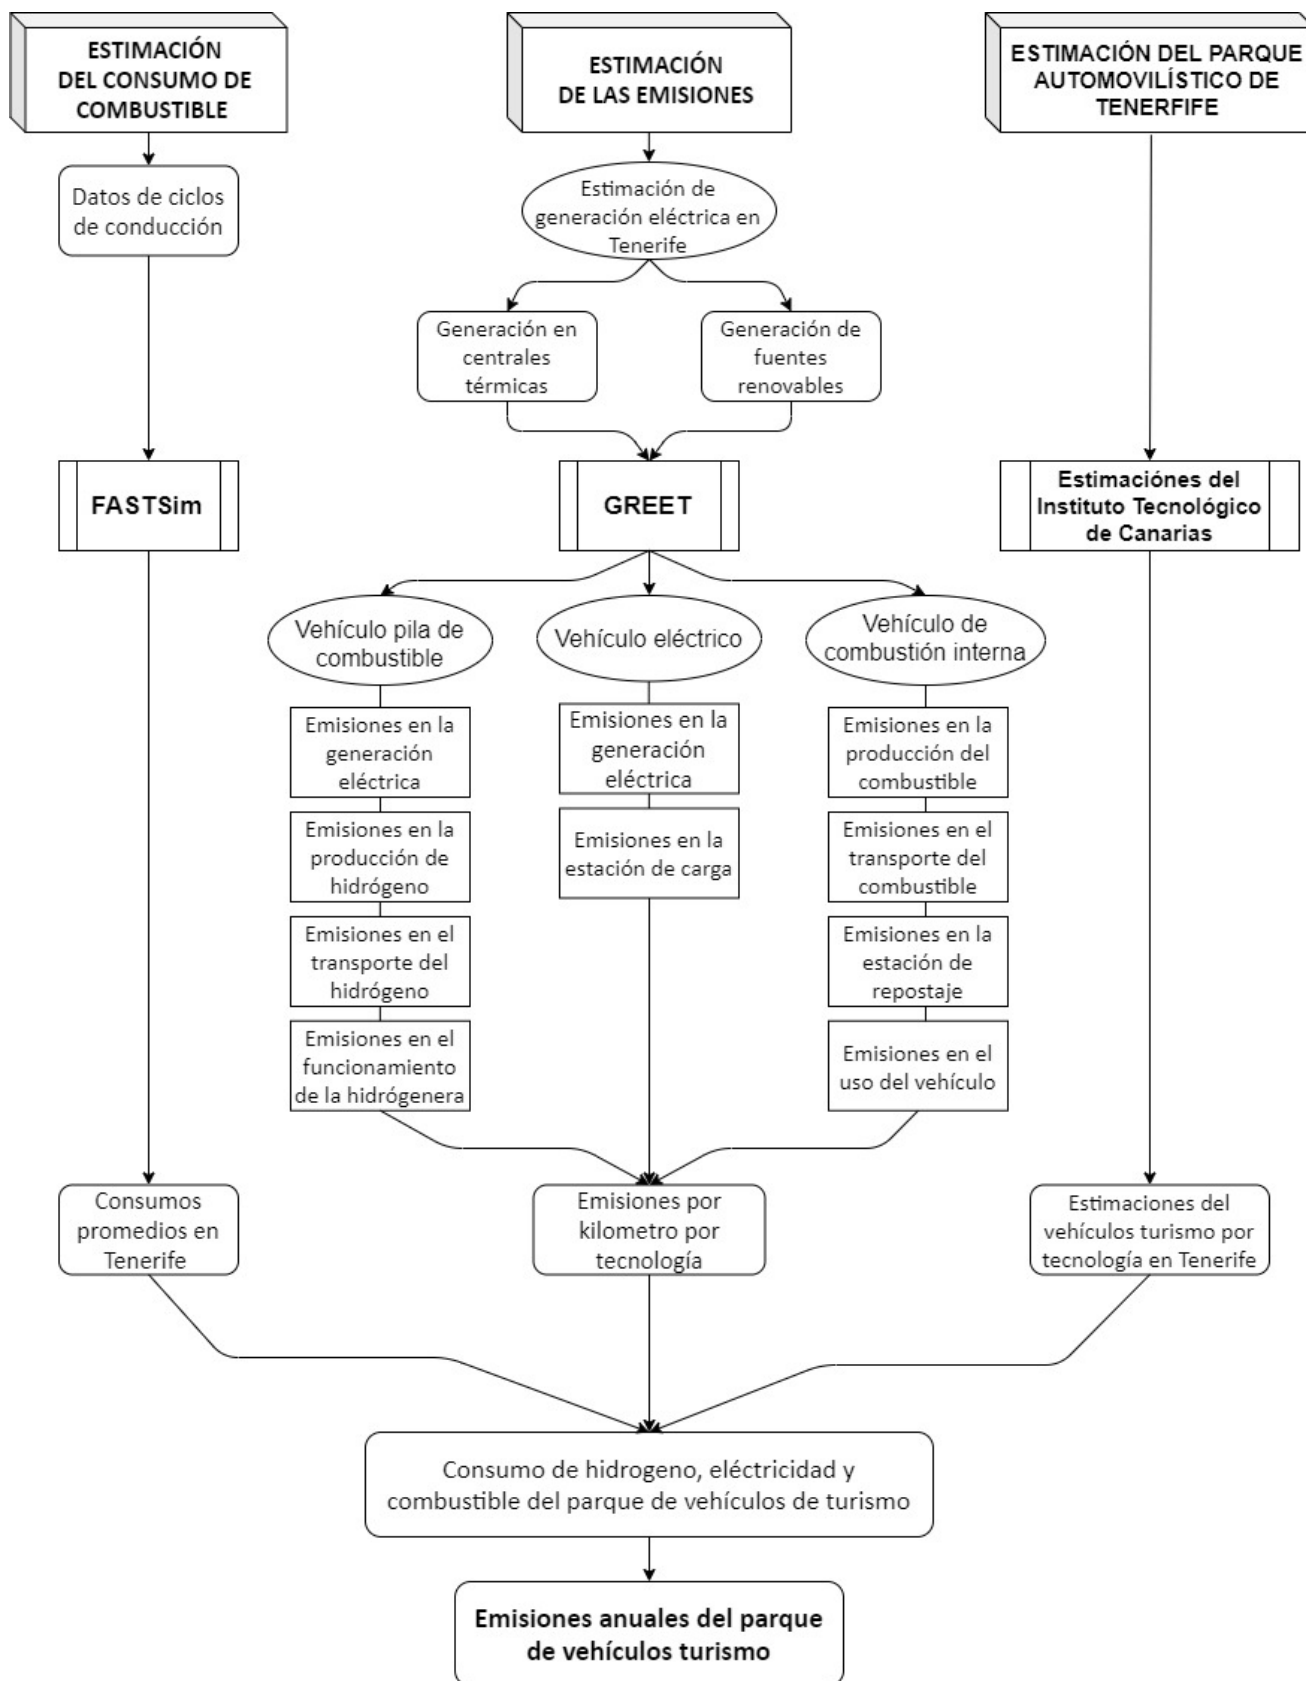 ESTIMACIÓN
DEL CONSUMO DE
COMBUSTIBLE
ESTIMACIÓN
DE LAS EMISIONES
ESTIMACIÓN DEL PARQUE
AUTOMOVILÍSTICO DE
TENERFIFE
Datos de ciclos
de conducción
Estimación de
generación eléctrica en
Tenerife
Generación en
centrales
térmicas
Generación de
fuentes
renovables
FASTSim
GREET
Estimaciónes del
Instituto Tecnológico
de Canarias
Vehículo pila de
combustible
Vehículo eléctrico
Vehículo de
combustión interna
Emisiones en la
generación
eléctrica
Emisiones en la
producción de
hidrógeno
Emisiones en el
transporte del
hidrógeno
Emisiones en el
funcionamiento
de la hidrógenera
Emisiones en la
generación
eléctrica
Emisiones en la
estación de carga
Emisiones en la
producción del
combustible
Emisiones en el
transporte del
combustible
Emisiones en la
estación de
repostaje
Emisiones en el
uso del vehículo
Consumos
promedios en
Tenerife
Emisiones por
kilometro por
tecnología
Estimaciones del
vehículos turismo por
tecnología en Tenerife
Consumo de hidrogeno, eléctricidad y
combustible del parque de vehículos de turismo
Emisiones anuales del parque
de vehículos turismo